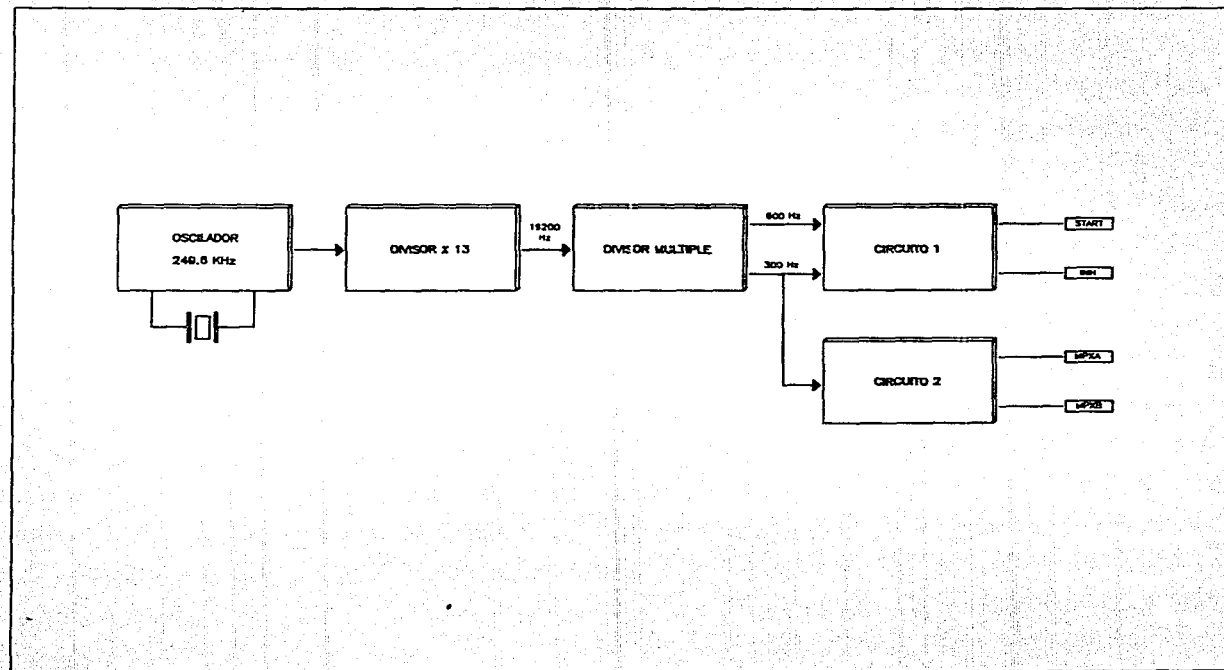 OSCILADOR
249.6 KHz
DIVISOR x 13
19200
Hz
DIVISOR MULTIPLE
600 Hz
300 Hz
CIRCUITO 1
START
INH
CIRCUITO 2
MPXA
MPXB